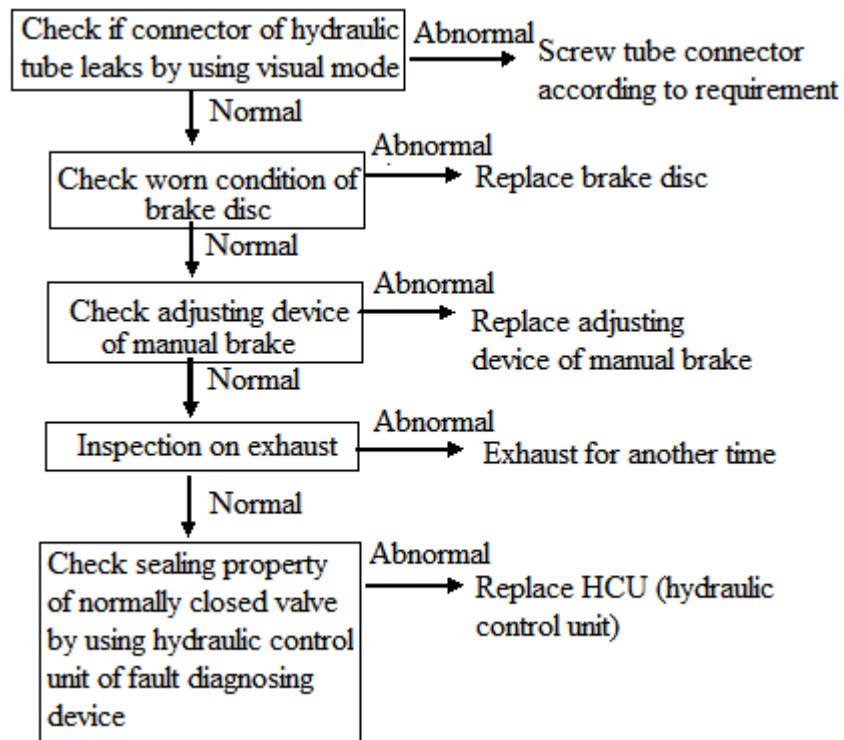 Check if connector of hydraulic
tube leaks by using visual mode
Abnormal
Screw tube connector
according to requirement
Normal
Check worn condition of
brake disc
Abnormal
Replace brake disc
Normal
Check adjusting device
of manual brake
Abnormal
Replace adjusting
device of manual brake
Normal
Inspection on exhaust
Abnormal
Exhaust for another time
Normal
Check sealing property
of normally closed valve
by using hydraulic control
unit of fault diagnosing
device
Abnormal
Replace HCU (hydraulic
control unit)